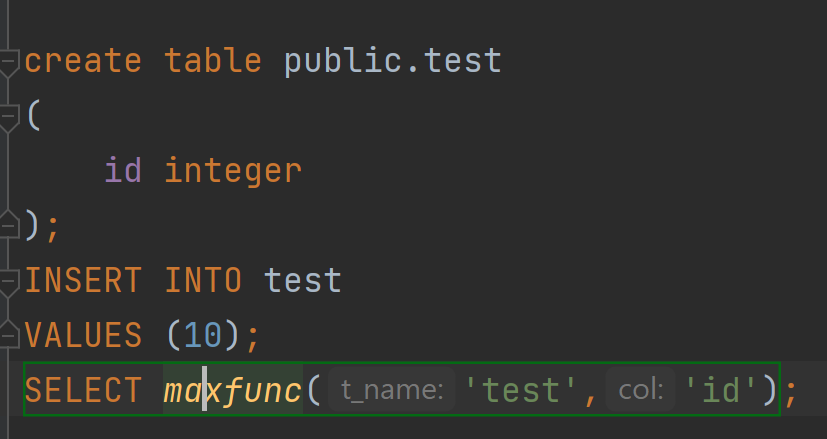 create table public.test
(
    id integer
);
INSERT INTO test
VALUES (10);
SELECT maxfunc( t_name: 'test', col: 'id');